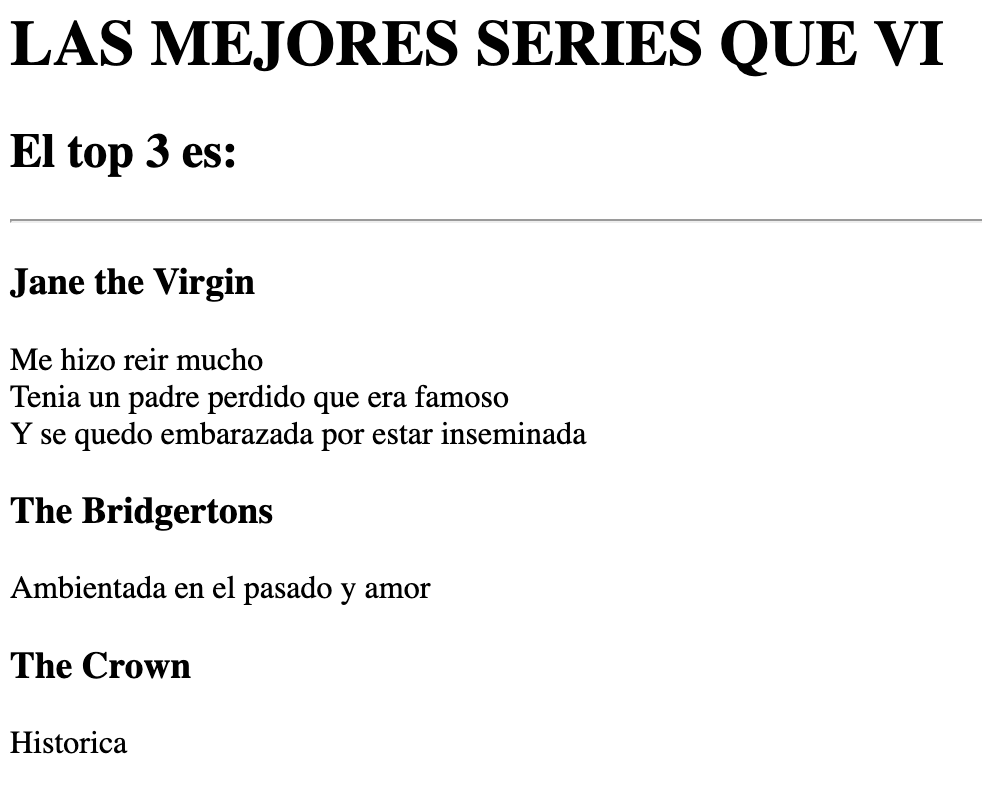 LAS MEJORES SERIES QUE VI
El top 3 es:
Jane the Virgin
Me hizo reir mucho
Tenia un padre perdido que era famoso
Y se quedo embarazada por estar inseminada
The Bridgertons
Ambientada en el pasado y amor
The Crown
Historica